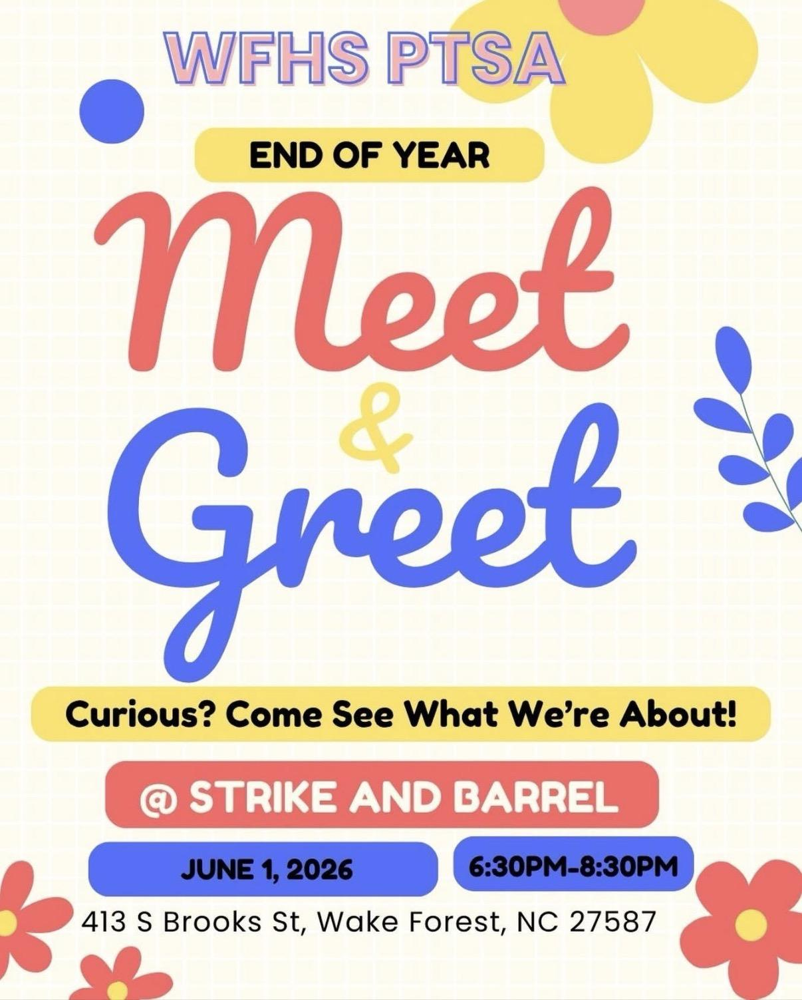 WFHS PTSA
END OF YEAR
Meet
&
Greet
Curious? Come See What We're About!
@ STRIKE AND BARREL
JUNE 1, 2026
6:30PM-8:30PM
413 S Brooks St, Wake Forest, NC 27587